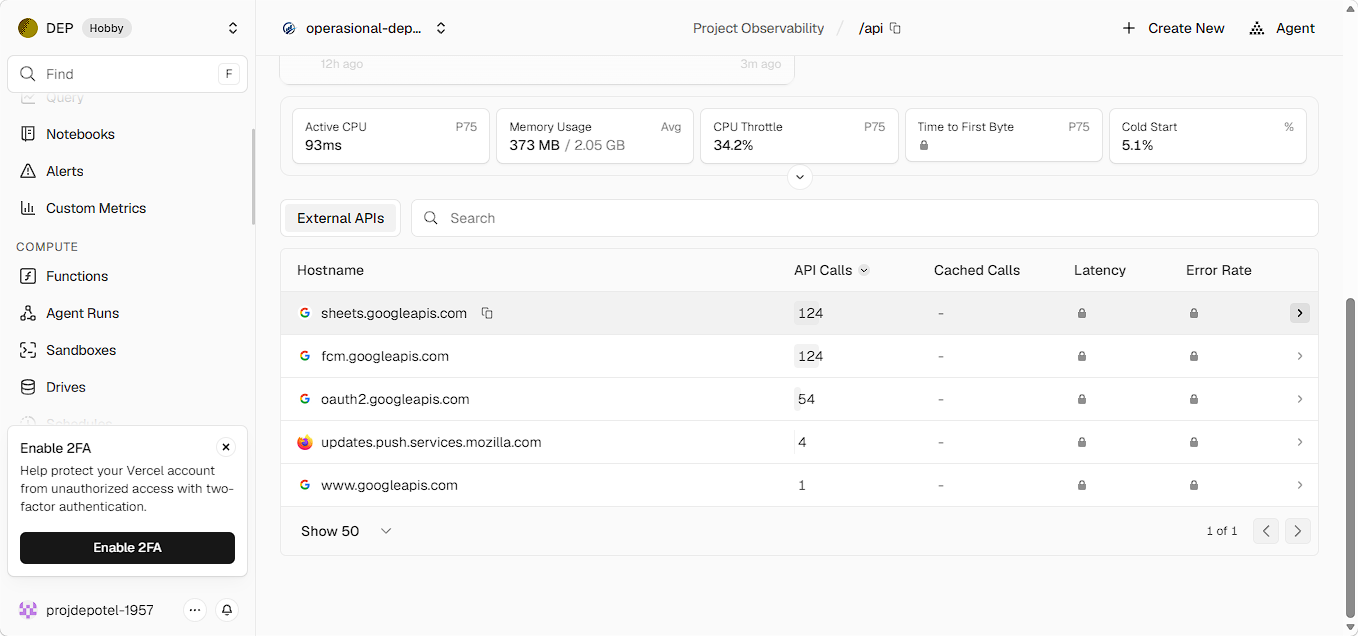 DEP Hobby
operasional-dep...
Project Observability / /api
Create New
Agent
Find F
Query
Notebooks
Alerts
Custom Metrics
COMPUTE
Functions
Agent Runs
Sandboxes
Drives
Schedules
Enable 2FA
Help protect your Vercel account
from unauthorized access with two-
factor authentication.
Enable 2FA
projdepotel-1957
12h ago 3m ago
Active CPU P75
93ms
Memory Usage Avg
373 MB / 2.05 GB
CPU Throttle P75
34.2%
Time to First Byte P75
Cold Start %
5.1%
External APIs
Search
Hostname API Calls Cached Calls Latency Error Rate
sheets.googleapis.com 124 -
fcm.googleapis.com 124 -
oauth2.googleapis.com 54 -
updates.push.services.mozilla.com 4 -
www.googleapis.com 1 -
Show 50
1 of 1